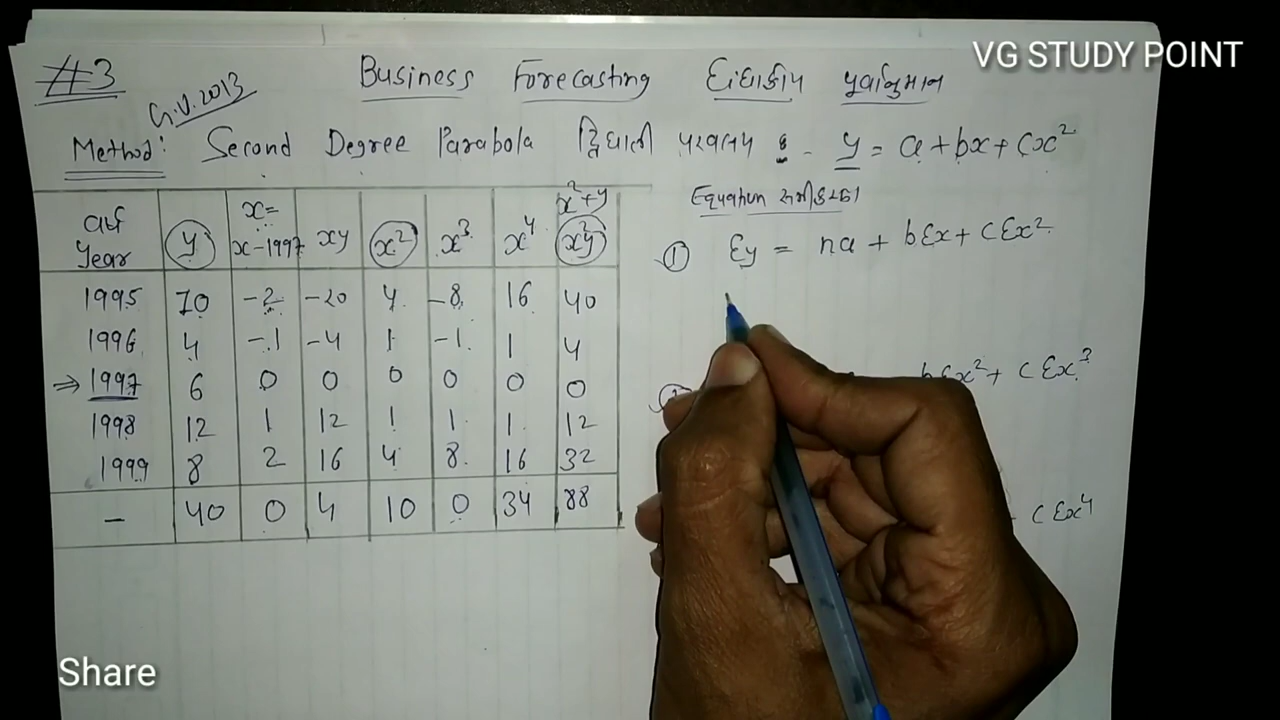 VG STUDY POINT
#3 Business Forecasting ધંધાકીય પૂર્વાનુમાન
G.U. 2013
Method: Second Degree Parabola દ્વિઘાતી પરવલય : - y = a + bx + cx²
વર્ષ Year | y | x = x-1997 | xy | x² | x³ | x⁴ | x²+y x²y
1995 | 10 | -2 | -20 | 4 | -8 | 16 | 40
1996 | 4 | -1 | -4 | 1 | -1 | 1 | 4
⇒ 1997 | 6 | 0 | 0 | 0 | 0 | 0 | 0
1998 | 12 | 1 | 12 | 1 | 1 | 1 | 12
1999 | 8 | 2 | 16 | 4 | 8 | 16 | 32
- | 40 | 0 | 4 | 10 | 0 | 34 | 88
Equation સમીકરણ
① Σy = na + bΣx + cΣx²
bΣx² + cΣx³
cΣx⁴
Share